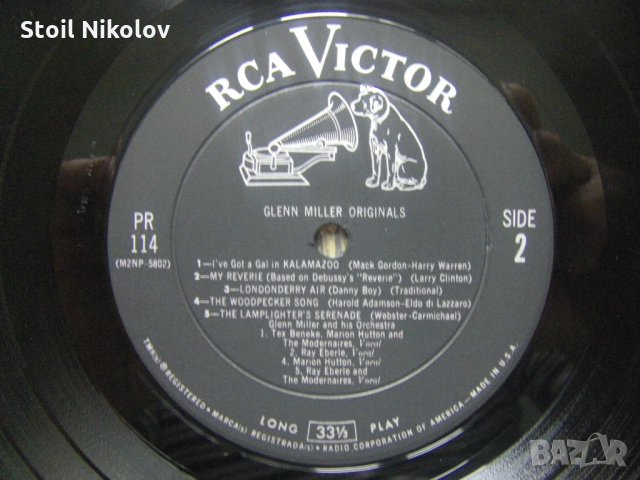 Stoil Nikolov
RCA VICTOR
GLENN MILLER ORIGINALS
PR
114
(M2NP-5802)
SIDE
2
1—I've Got a Gal in KALAMAZOO (Mack Gordon-Harry Warren)
2—MY REVERIE (Based on Debussy's "Reverie") (Larry Clinton)
3—LONDONDERRY AIR (Danny Boy) (Traditional)
4—THE WOODPECKER SONG (Harold Adamson-Eldo di Lazzaro)
5—THE LAMPLIGHTER'S SERENADE (Webster-Carmichael)
Glenn Miller and his Orchestra
1. Tex Beneke, Marion Hutton and
The Modernaires, Vocal
2. Ray Eberle, Vocal
4. Marion Hutton, Vocal
5. Ray Eberle and
The Modernaires, Vocal
LONG 33⅓ PLAY
TMK(s) ® REGISTERED • MARCA(s) REGISTRADA(s) • RADIO CORPORATION OF AMERICA—MADE IN U.S.A.
BAZAR